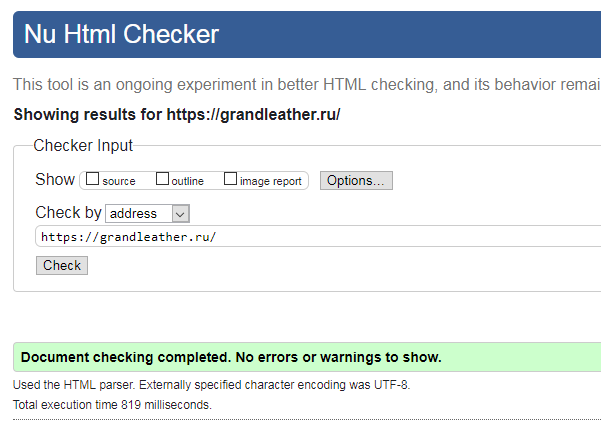 Nu Html Checker
This tool is an ongoing experiment in better HTML checking, and its behavior remai
Showing results for https://grandleather.ru/
Checker Input
Show source outline image report Options...
Check by address
https://grandleather.ru/
Check
Document checking completed. No errors or warnings to show.
Used the HTML parser. Externally specified character encoding was UTF-8.
Total execution time 819 milliseconds.